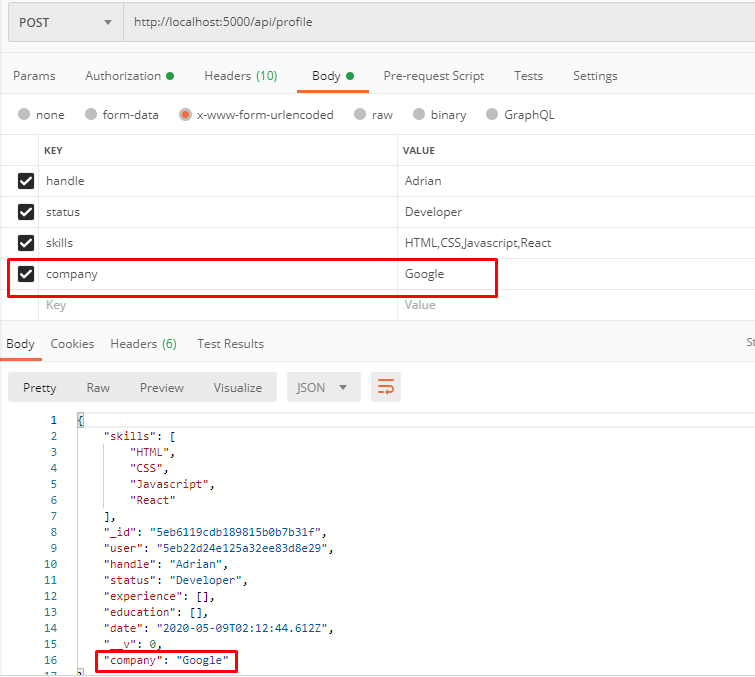 POST http://localhost:5000/api/profile
Params Authorization Headers (10) Body Pre-request Script Tests Settings
none form-data x-www-form-urlencoded raw binary GraphQL
KEY VALUE
handle Adrian
status Developer
skills HTML,CSS,Javascript,React
company Google
Key Value
Body Cookies Headers (6) Test Results St
Pretty Raw Preview Visualize JSON
1 {
2 "skills": [
3 "HTML",
4 "CSS",
5 "Javascript",
6 "React"
7 ],
8 "_id": "5eb6119cdb189815b0b7b31f",
9 "user": "5eb22d24e125a32ee83d8e29",
10 "handle": "Adrian",
11 "status": "Developer",
12 "experience": [],
13 "education": [],
14 "date": "2020-05-09T02:12:44.612Z",
15 "__v": 0,
16 "company": "Google"
17 }